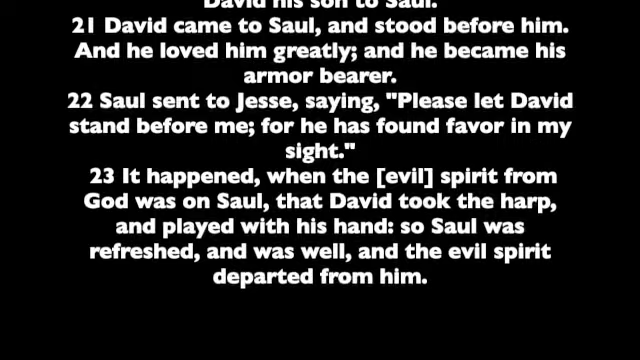 David his son to Saul.
21 David came to Saul, and stood before him.
And he loved him greatly; and he became his
armor bearer.
22 Saul sent to Jesse, saying, "Please let David
stand before me; for he has found favor in my
sight."
23 It happened, when the [evil] spirit from
God was on Saul, that David took the harp,
and played with his hand: so Saul was
refreshed, and was well, and the evil spirit
departed from him.